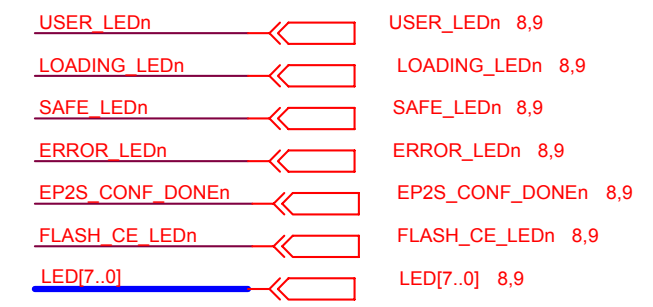 USER_LEDn USER_LEDn 8,9
LOADING_LEDn LOADING_LEDn 8,9
SAFE_LEDn SAFE_LEDn 8,9
ERROR_LEDn ERROR_LEDn 8,9
EP2S_CONF_DONEn EP2S_CONF_DONEn 8,9
FLASH_CE_LEDn FLASH_CE_LEDn 8,9
LED[7..0] LED[7..0] 8,9